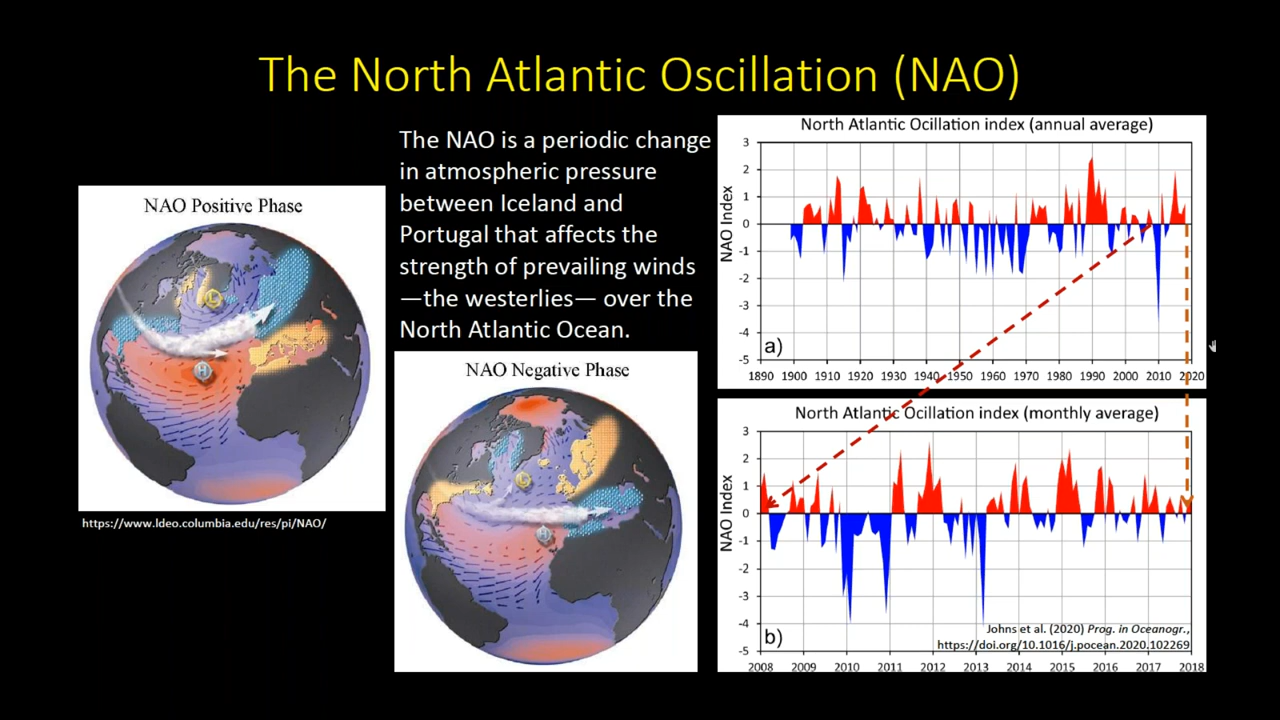 The North Atlantic Oscillation (NAO)
The NAO is a periodic change
in atmospheric pressure
between Iceland and
Portugal that affects the
strength of prevailing winds
—the westerlies— over the
North Atlantic Ocean.
NAO Positive Phase
L
H
https://www.ldeo.columbia.edu/res/pi/NAO/
NAO Negative Phase
L
H
North Atlantic Ocillation index (annual average)
NAO Index
3
2
1
0
-1
-2
-3
-4
-5
a)
1890 1900 1910 1920 1930 1940 1950 1960 1970 1980 1990 2000 2010 2020
North Atlantic Ocillation index (monthly average)
NAO Index
3
2
1
0
-1
-2
-3
-4
-5
b)
Johns et al. (2020) Prog. in Oceanogr.,
https://doi.org/10.1016/j.pocean.2020.102269
2008 2009 2010 2011 2012 2013 2014 2015 2016 2017 2018